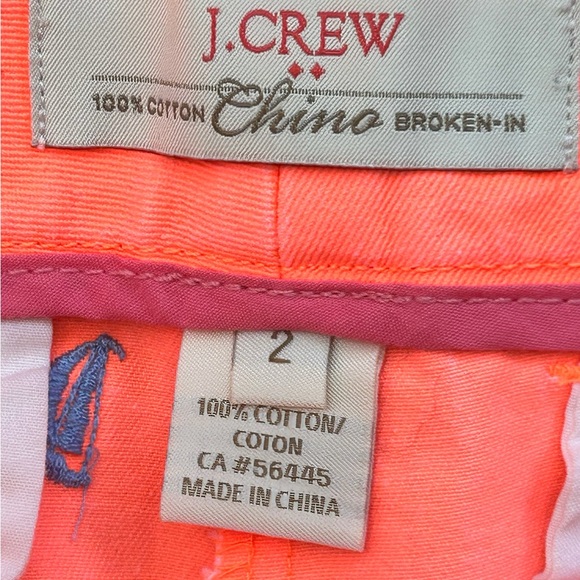 J.CREW
100% COTTON Chino BROKEN-IN
2
100% COTTON/
COTON
CA #56445
MADE IN CHINA